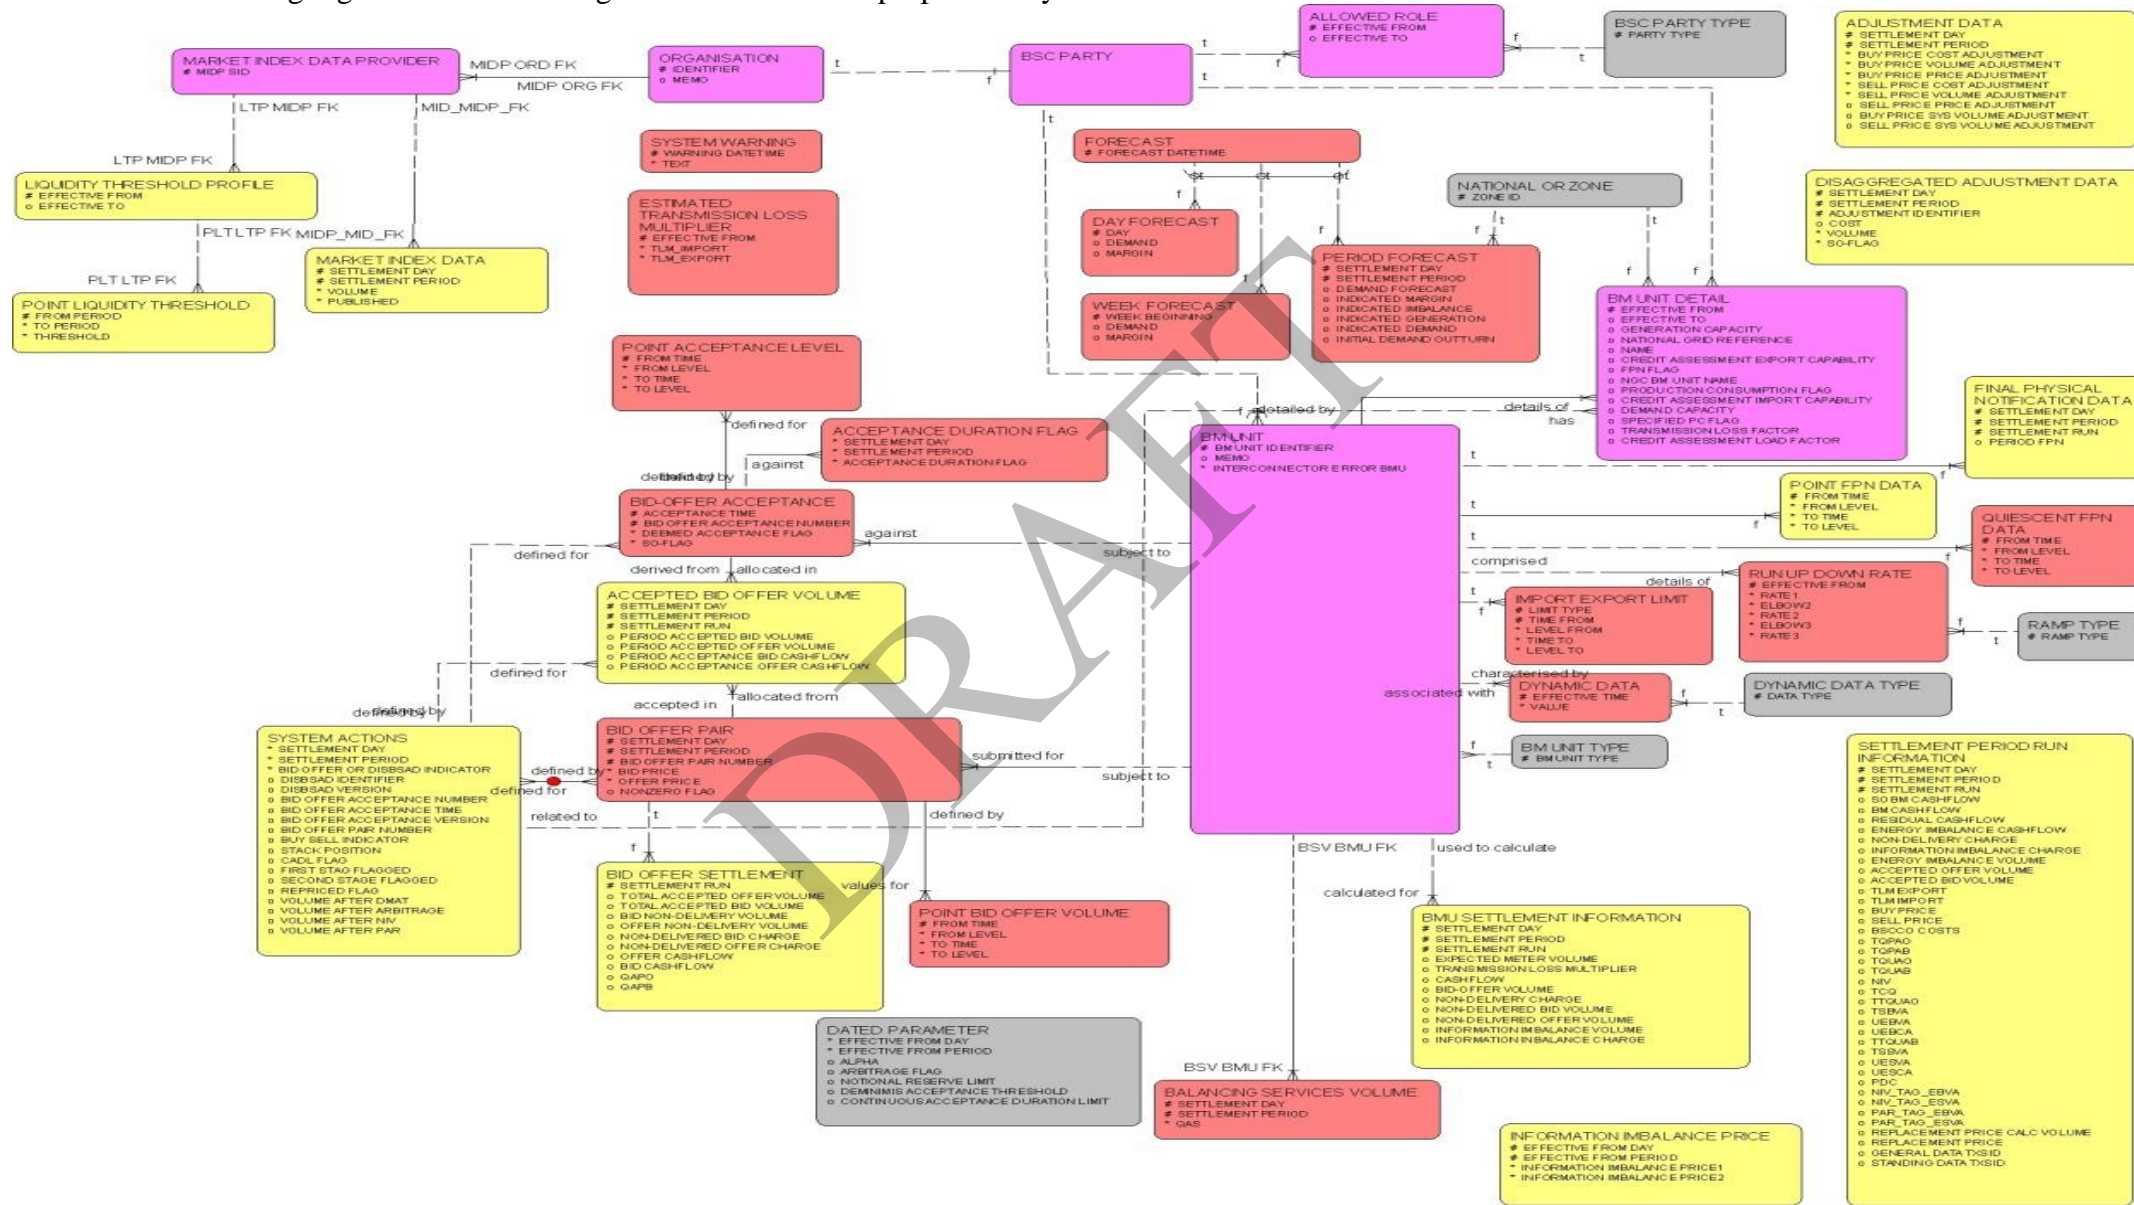 MARKET INDEX DATA PROVIDER
# MIDP SID
MIDP ORD FK
MIDP ORG FK
ORGANISATION
# IDENTIFIER
o MEMO
t
f
BSC PARTY
t
f
t
t
ALLOWED ROLE
# EFFECTIVE FROM
o EFFECTIVE TO
f
t
BSC PARTY TYPE
# PARTY TYPE
ADJUSTMENT DATA
# SETTLEMENT DAY
# SETTLEMENT PERIOD
* BUY PRICE COST ADJUSTMENT
* BUY PRICE VOLUME ADJUSTMENT
* BUY PRICE PRICE ADJUSTMENT
* SELL PRICE COST ADJUSTMENT
* SELL PRICE VOLUME ADJUSTMENT
o SELL PRICE PRICE ADJUSTMENT
o BUY PRICE SYS VOLUME ADJUSTMENT
o SELL PRICE SYS VOLUME ADJUSTMENT
LTP MIDP FK
MID_MIDP_FK
LTP MIDP FK
LIQUIDITY THRESHOLD PROFILE
# EFFECTIVE FROM
o EFFECTIVE TO
PLT LTP FK
MIDP_MID_FK
MARKET INDEX DATA
# SETTLEMENT DAY
# SETTLEMENT PERIOD
* VOLUME
* PUBLISHED
PLT LTP FK
POINT LIQUIDITY THRESHOLD
# FROM PERIOD
* TO PERIOD
* THRESHOLD
SYSTEM WARNING
# WARNING DATETIME
* TEXT
ESTIMATED
TRANSMISSION LOSS
MULTIPLIER
# EFFECTIVE FROM
* TLM_IMPORT
* TLM_EXPORT
FORECAST
# FORECAST DATETIME
f
DAY FORECAST
# DAY
o DEMAND
o MARGIN
f
WEEK FORECAST
# WEEK BEGINNING
o DEMAND
o MARGIN
NATIONAL OR ZONE
# ZONE ID
t
t
f
f
PERIOD FORECAST
# SETTLEMENT DAY
# SETTLEMENT PERIOD
o DEMAND FORECAST
o INDICATED MARGIN
o INDICATED IMBALANCE
o INDICATED GENERATION
o INDICATED DEMAND
o INITIAL DEMAND OUTTURN
DISAGGREGATED ADJUSTMENT DATA
# SETTLEMENT DAY
# SETTLEMENT PERIOD
# ADJUSTMENT IDENTIFIER
o COST
* VOLUME
* SO-FLAG
f
f
BM UNIT DETAIL
# EFFECTIVE FROM
o EFFECTIVE TO
o GENERATION CAPACITY
o NATIONAL GRID REFERENCE
o NAME
o CREDIT ASSESSMENT EXPORT CAPABILITY
o FPN FLAG
o NGC BM UNIT NAME
o PRODUCTION CONSUMPTION FLAG
o CREDIT ASSESSMENT IMPORT CAPABILITY
o DEMAND CAPACITY
o SPECIFIED PC FLAG
o TRANSMISSION LOSS FACTOR
o CREDIT ASSESSMENT LOAD FACTOR
FINAL PHYSICAL
NOTIFICATION DATA
# SETTLEMENT DAY
# SETTLEMENT PERIOD
# SETTLEMENT RUN
o PERIOD FPN
POINT ACCEPTANCE LEVEL
# FROM TIME
* FROM LEVEL
* TO TIME
* TO LEVEL
defined for
ACCEPTANCE DURATION FLAG
* SETTLEMENT DAY
* SETTLEMENT PERIOD
* ACCEPTANCE DURATION FLAG
against
f
detailed by
details of
has
BM UNIT
# BM UNIT IDENTIFIER
o MEMO
* INTERCONNECTOR ERROR BMU
t
f
POINT FPN DATA
# FROM TIME
* FROM LEVEL
* TO TIME
* TO LEVEL
t
f
QUIESCENT FPN
DATA
# FROM TIME
* FROM LEVEL
* TO TIME
* TO LEVEL
t
f
BID-OFFER ACCEPTANCE
# ACCEPTANCE TIME
# BID OFFER ACCEPTANCE NUMBER
* DEEMED ACCEPTANCE FLAG
* SO-FLAG
defined for
against
subject to
derived from
allocated in
comprised
details of
RUN UP DOWN RATE
# EFFECTIVE FROM
* RATE1
* ELBOW2
* RATE2
* ELBOW3
* RATE3
f
t
RAMP TYPE
# RAMP TYPE
ACCEPTED BID OFFER VOLUME
# SETTLEMENT DAY
# SETTLEMENT PERIOD
# SETTLEMENT RUN
o PERIOD ACCEPTED BID VOLUME
o PERIOD ACCEPTED OFFER VOLUME
o PERIOD ACCEPTANCE BID CASHFLOW
o PERIOD ACCEPTANCE OFFER CASHFLOW
defined for
t
f
IMPORT EXPORT LIMIT
# LIMIT TYPE
# TIME FROM
* LEVEL FROM
* TIME TO
* LEVEL TO
allocated from
accepted in
characterised by
associated with
DYNAMIC DATA
# EFFECTIVE TIME
* VALUE
f
t
DYNAMIC DATA TYPE
# DATA TYPE
defined by
SYSTEM ACTIONS
* SETTLEMENT DAY
* SETTLEMENT PERIOD
* BID OFFER OR DISBSAD INDICATOR
o DISBSAD IDENTIFIER
o DISBSAD VERSION
o BID OFFER ACCEPTANCE NUMBER
o BID OFFER ACCEPTANCE TIME
o BID OFFER ACCEPTANCE VERSION
o BID OFFER PAIR NUMBER
o BUY SELL INDICATOR
o STACK POSITION
o CADL FLAG
o FIRST STAG FLAGGED
o SECOND STAGE FLAGGED
o REPRICED FLAG
o VOLUME AFTER DMAT
o VOLUME AFTER ARBITRAGE
o VOLUME AFTER NIV
o VOLUME AFTER PAR
defined by
defined for
related to
BID OFFER PAIR
# SETTLEMENT DAY
# SETTLEMENT PERIOD
# BID OFFER PAIR NUMBER
* BID PRICE
* OFFER PRICE
o NONZERO FLAG
submitted for
subject to
defined by
t
f
BM UNIT TYPE
# BM UNIT TYPE
f
t
BID OFFER SETTLEMENT
# SETTLEMENT RUN
o TOTAL ACCEPTED OFFER VOLUME
o TOTAL ACCEPTED BID VOLUME
o BID NON-DELIVERY VOLUME
o OFFER NON-DELIVERY VOLUME
o NON-DELIVERED BID CHARGE
o NON-DELIVERED OFFER CHARGE
o OFFER CASHFLOW
o BID CASHFLOW
o QAPO
o QAPB
values for
POINT BID OFFER VOLUME
# FROM TIME
* FROM LEVEL
* TO TIME
* TO LEVEL
BSV BMU FK
used to calculate
calculated for
BMU SETTLEMENT INFORMATION
# SETTLEMENT DAY
# SETTLEMENT PERIOD
# SETTLEMENT RUN
o EXPECTED METER VOLUME
o TRANSMISSION LOSS MULTIPLIER
o CASHFLOW
o BID-OFFER VOLUME
o NON-DELIVERY CHARGE
o NON-DELIVERED BID VOLUME
o NON-DELIVERED OFFER VOLUME
o INFORMATION IMBALANCE VOLUME
o INFORMATION INBALANCE CHARGE
DATED PARAMETER
* EFFECTIVE FROM DAY
* EFFECTIVE FROM PERIOD
o ALPHA
o ARBITRAGE FLAG
o NOTIONAL RESERVE LIMIT
o DEMINIMIS ACCEPTANCE THRESHOLD
o CONTINUOUS ACCEPTANCE DURATION LIMIT
BSV BMU FK
BALANCING SERVICES VOLUME
# SETTLEMENT DAY
# SETTLEMENT PERIOD
* QAS
INFORMATION IMBALANCE PRICE
# EFFECTIVE FROM DAY
# EFFECTIVE FROM PERIOD
* INFORMATION IMBALANCE PRICE1
* INFORMATION IMBALANCE PRICE2
SETTLEMENT PERIOD RUN
INFORMATION
# SETTLEMENT DAY
# SETTLEMENT PERIOD
# SETTLEMENT RUN
o SO BM CASHFLOW
o BM CASHFLOW
o RESIDUAL CASHFLOW
o ENERGY IMBALANCE CASHFLOW
o NON-DELIVERY CHARGE
o INFORMATION IMBALANCE CHARGE
o ENERGY IMBALANCE VOLUME
o ACCEPTED OFFER VOLUME
o ACCEPTED BID VOLUME
o TLM EXPORT
o TLM IMPORT
o BUY PRICE
o SELL PRICE
o BSCCO COSTS
o TQPAO
o TQPAB
o TQUAO
o TQUAB
o NIV
o TCQ
o TTQUAO
o TSBVA
o UEBVA
o UEBCA
o TTQUAB
o TSSVA
o UESVA
o UESCA
o PDC
o NIV_TAG_EBVA
o NIV_TAG_ESVA
o PAR_TAG_EBVA
o PAR_TAG_ESVA
o REPLACEMENT PRICE CALC VOLUME
o REPLACEMENT PRICE
o GENERAL DATA TXSID
o STANDING DATA TXSID
DRAFT